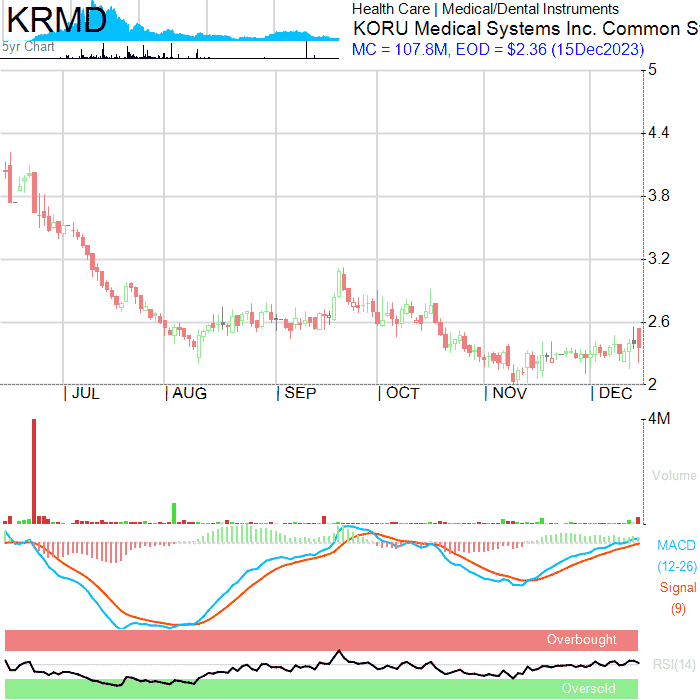 KRMD
5yr Chart
Health Care | Medical/Dental Instruments
KORU Medical Systems Inc. Common S
MC = 107.8M, EOD = $2.36 (15Dec2023)
5
4.4
3.8
3.2
2.6
2
JUL AUG SEP OCT NOV DEC
4M
Volume
MACD
(12-26)
Signal
(9)
Overbought
RSI(14)
Oversold